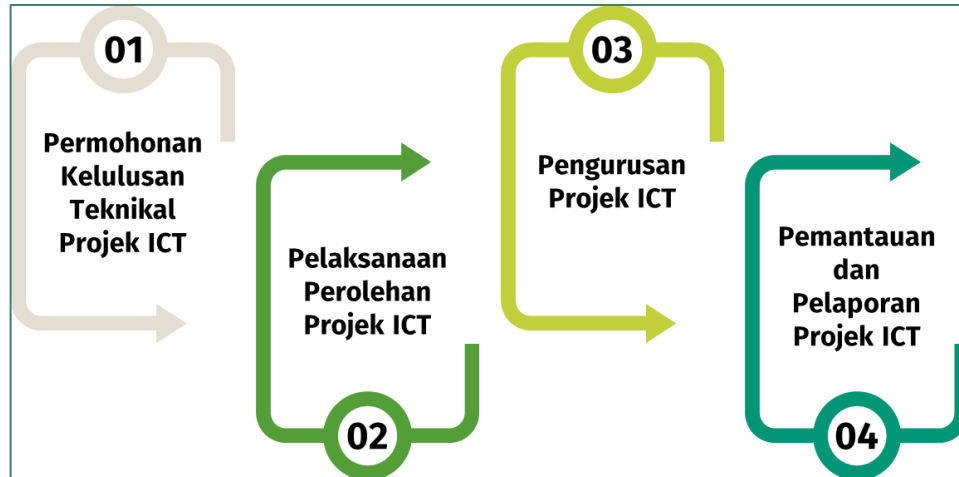 01
Permohonan
Kelulusan
Teknikal
Projek ICT
02
Pelaksanaan
Perolehan
Projek ICT
03
Pengurusan
Projek ICT
04
Pemantauan
dan
Pelaporan
Projek ICT